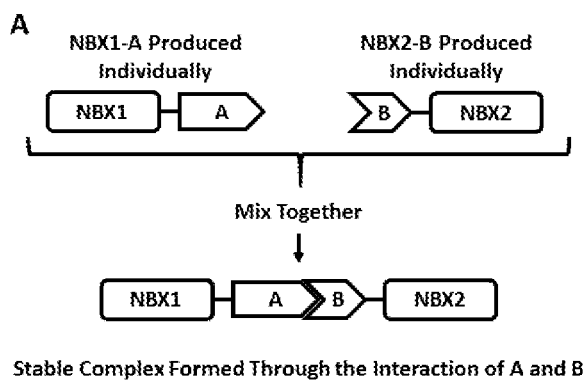 A
NBX1-A Produced
Individually
NBX2-B Produced
Individually
NBX1
A
B
NBX2
Mix Together
NBX1
A
B
NBX2
Stable Complex Formed Through the Interaction of A and B